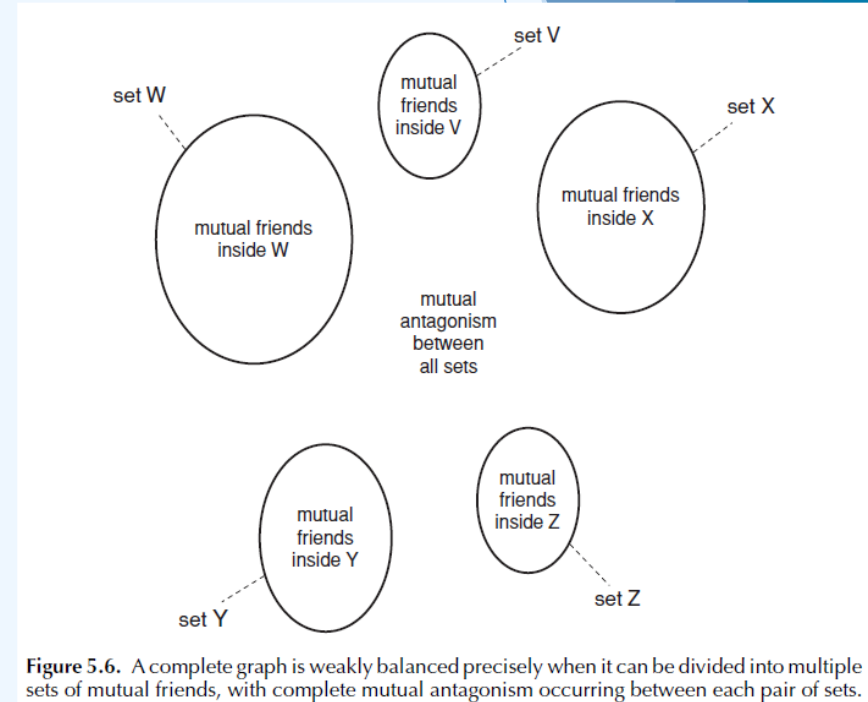 set V
mutual
friends
inside V
set W
set X
mutual friends
inside X
mutual friends
inside W
mutual
antagonism
between
all sets
mutual
friends
inside Z
mutual
friends
inside Y
set Z
set Y
Figure 5.6. A complete graph is weakly balanced precisely when it can be divided into multiple
sets of mutual friends, with complete mutual antagonism occurring between each pair of sets.